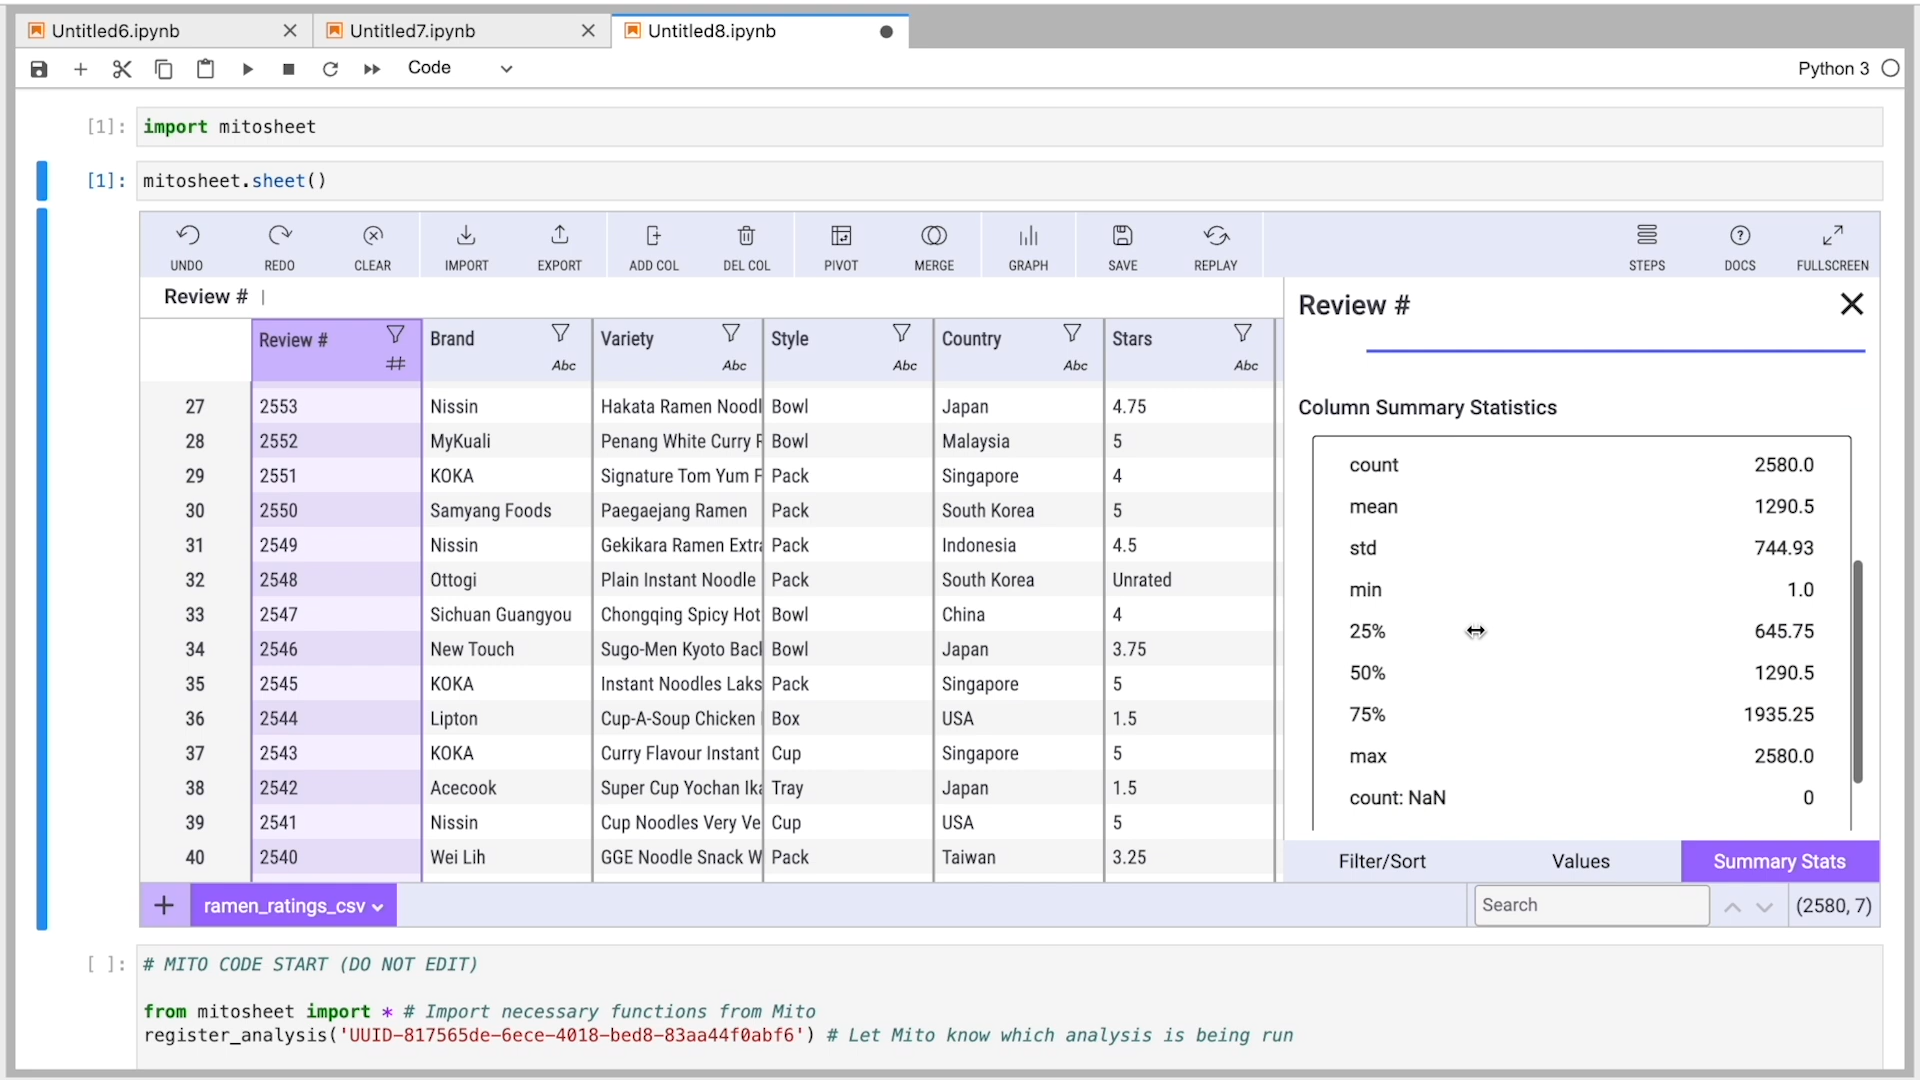 Untitled6.ipynb Untitled7.ipynb Untitled8.ipynb
Code Python 3
[1]: import mitosheet
[1]: mitosheet.sheet()
UNDO REDO CLEAR IMPORT EXPORT ADD COL DEL COL PIVOT MERGE GRAPH SAVE REPLAY STEPS DOCS FULLSCREEN
Review #
Review # Brand Variety Style Country Stars
# Abc Abc Abc Abc Abc
27 2553 Nissin Hakata Ramen Noodl Bowl Japan 4.75
28 2552 MyKuali Penang White Curry Bowl Malaysia 5
29 2551 KOKA Signature Tom Yum Pack Singapore 4
30 2550 Samyang Foods Paegaejang Ramen Pack South Korea 5
31 2549 Nissin Gekikara Ramen Extr Pack Indonesia 4.5
32 2548 Ottogi Plain Instant Noodle Pack South Korea Unrated
33 2547 Sichuan Guangyou Chongqing Spicy Hot Bowl China 4
34 2546 New Touch Sugo-Men Kyoto Bowl Japan 3.75
35 2545 KOKA Instant Noodles Laks Pack Singapore 5
36 2544 Lipton Cup-A-Soup Chicken Box USA 1.5
37 2543 KOKA Curry Flavour Instant Cup Singapore 5
38 2542 Acecook Super Cup Yochan Tray Japan 1.5
39 2541 Nissin Cup Noodles Very Ve Cup USA 5
40 2540 Wei Lih GGE Noodle Snack W Pack Taiwan 3.25
Review #
Column Summary Statistics
count 2580.0
mean 1290.5
std 744.93
min 1.0
25% 645.75
50% 1290.5
75% 1935.25
max 2580.0
count: NaN 0
Filter/Sort Values Summary Stats
+ ramen_ratings_csv Search (2580, 7)
[ ]: # MITO CODE START (DO NOT EDIT)
from mitosheet import * # Import necessary functions from Mito
register_analysis('UUID-817565de-6ece-4018-bed8-83aa44f0abf6') # Let Mito know which analysis is being run